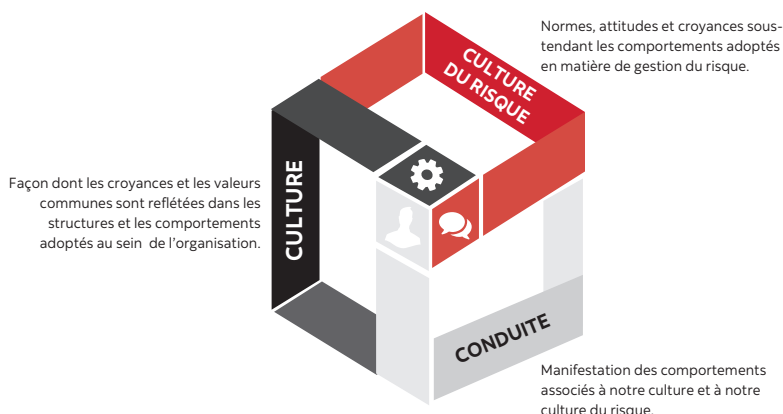 Normes, attitudes et croyances sous-
tendant les comportements adoptés
en matière de gestion du risque.
CULTURE
DU RISQUE
Façon dont les croyances et les valeurs
communes sont reflétées dans les
structures et les comportements
adoptés au sein de l'organisation.
CULTURE
CONDUITE
Manifestation des comportements
associés à notre culture et à notre
culture du risque.